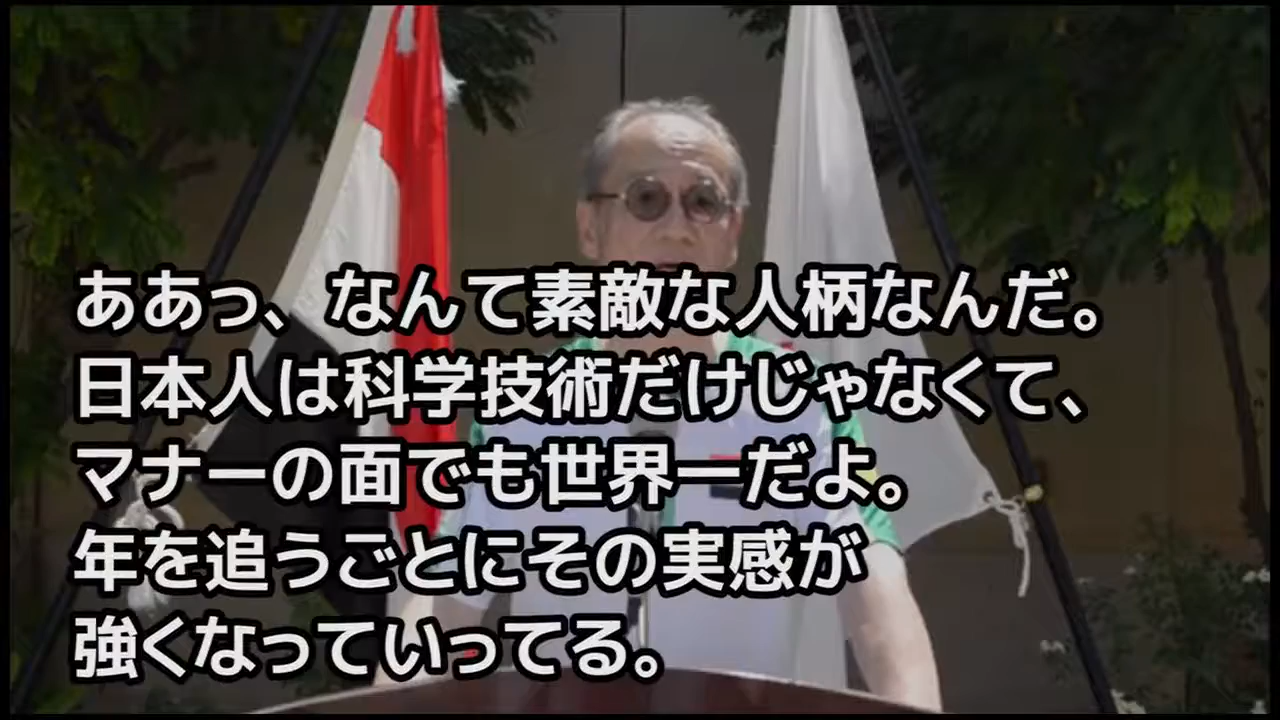 ああっ、なんて素敵な人柄なんだ。
日本人は科学技術だけじゃなくて、
マナーの面でも世界一だよ。
年を追うごとにその実感が
強くなっていってる。